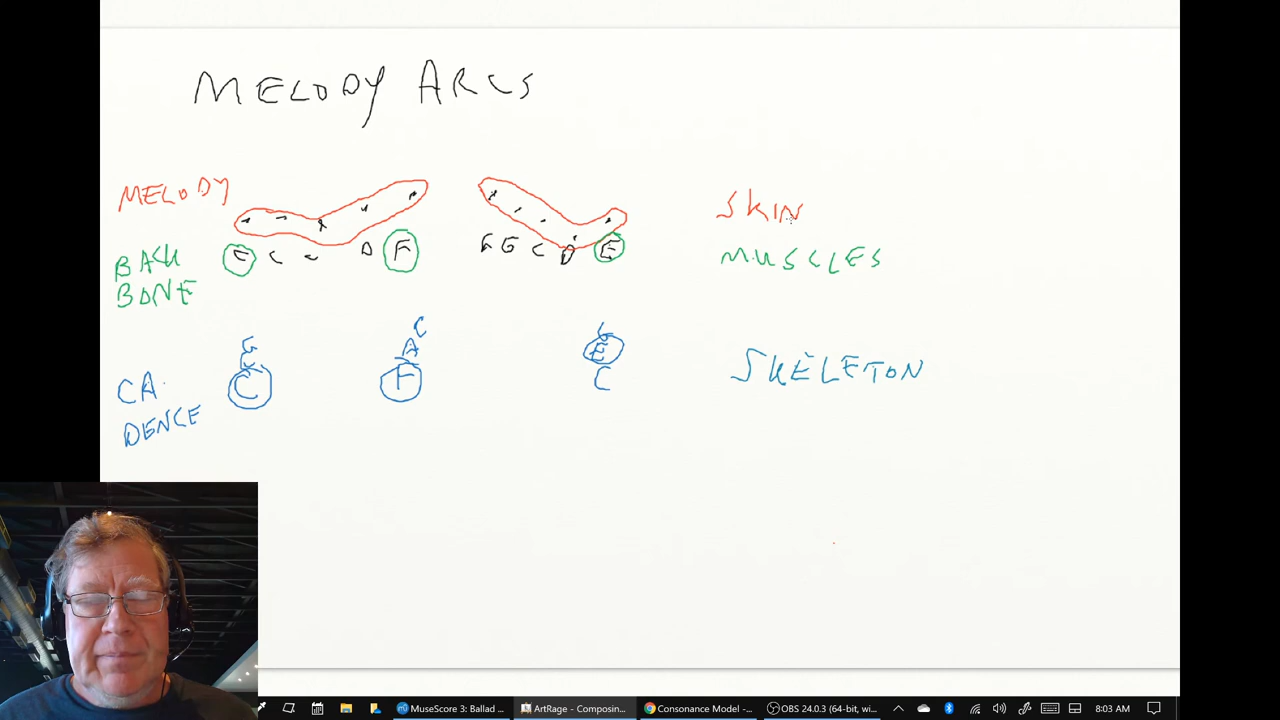 MELODY ARCS
MELODY
SKIN
BACK
BONE
E C D F
G C D E
MUSCLES
G
E
C
C
A
F
G
E
C
CA
DENCE
SKELETON
MuseScore 3: Ballad ...
ArtRage - Composin...
Consonance Model -...
OBS 24.0.3 (64-bit, wi...
8:03 AM